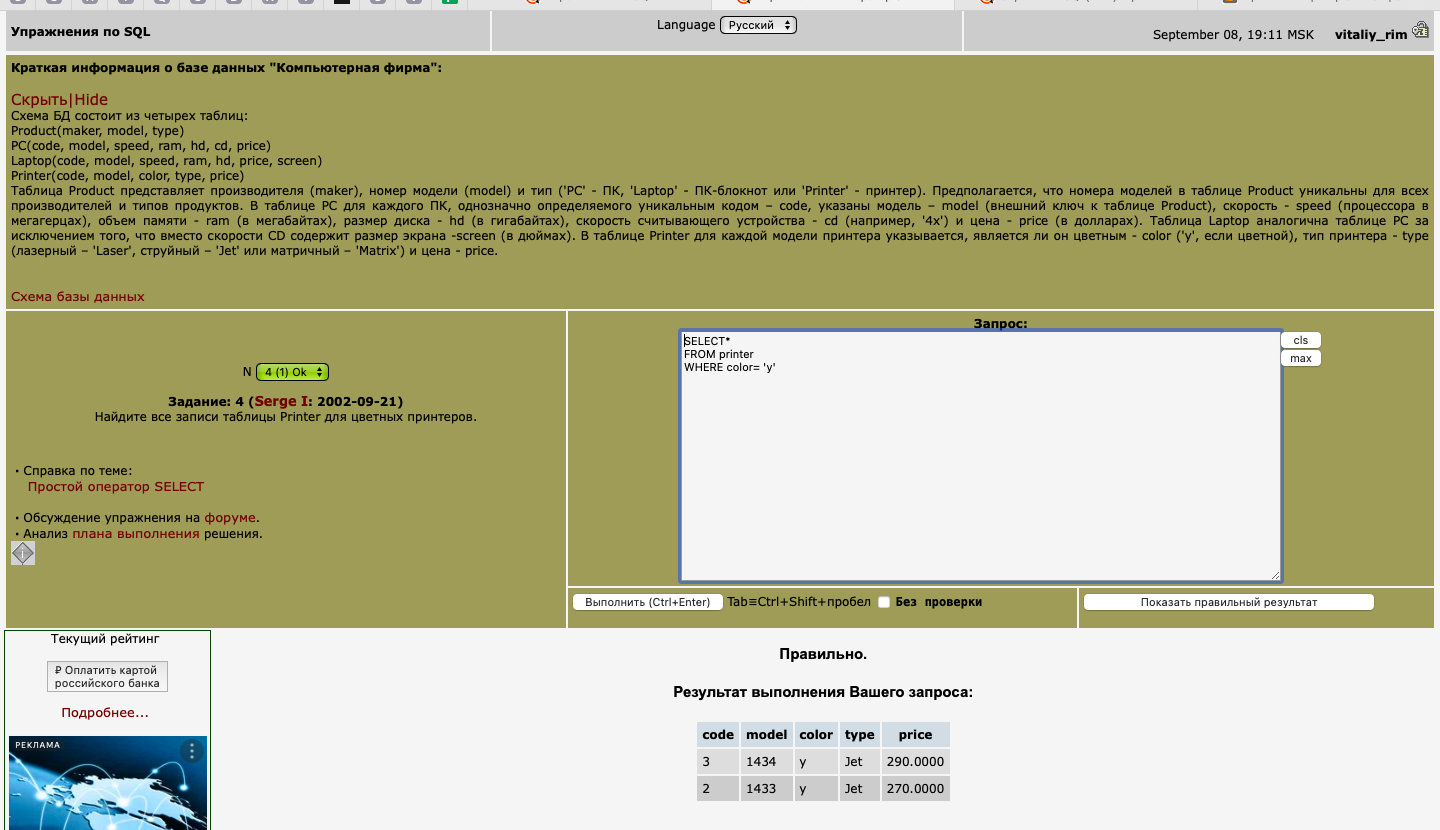 Упражнения по SQL
Language Русский
September 08, 19:11 MSK vitaliy_rim
Краткая информация о базе данных "Компьютерная фирма":
Скрыть|Hide
Схема БД состоит из четырех таблиц:
Product(maker, model, type)
PC(code, model, speed, ram, hd, cd, price)
Laptop(code, model, speed, ram, hd, price, screen)
Printer(code, model, color, type, price)
Таблица Product представляет производителя (maker), номер модели (model) и тип ('PC' - ПК, 'Laptop' - ПК-блокнот или 'Printer' - принтер). Предполагается, что номера моделей в таблице Product уникальны для всех
производителей и типов продуктов. В таблице PC для каждого ПК, однозначно определяемого уникальным кодом – code, указаны модель – model (внешний ключ к таблице Product), скорость - speed (процессора в
мегагерцах), объем памяти - ram (в мегабайтах), размер диска - hd (в гигабайтах), скорость считывающего устройства - cd (например, '4x') и цена - price (в долларах). Таблица Laptop аналогична таблице РС за
исключением того, что вместо скорости CD содержит размер экрана -screen (в дюймах). В таблице Printer для каждой модели принтера указывается, является ли он цветным - color ('y', если цветной), тип принтера - type
(лазерный – 'Laser', струйный – 'Jet' или матричный – 'Matrix') и цена - price.
Схема базы данных
N 4 (1) Ok
Задание: 4 (Serge I: 2002-09-21)
Найдите все записи таблицы Printer для цветных принтеров.
• Справка по теме:
Простой оператор SELECT
• Обсуждение упражнения на форуме.
• Анализ плана выполнения решения.
Запрос:
SELECT*
FROM printer
WHERE color= 'y'
cls
max
Выполнить (Ctrl+Enter) Tab≡Ctrl+Shift+пробел Без проверки
Показать правильный результат
Текущий рейтинг
₽ Оплатить картой
российского банка
Подробнее...
РЕКЛАМА
Правильно.
Результат выполнения Вашего запроса:
code model color type price
3 1434 y Jet 290.0000
2 1433 y Jet 270.0000